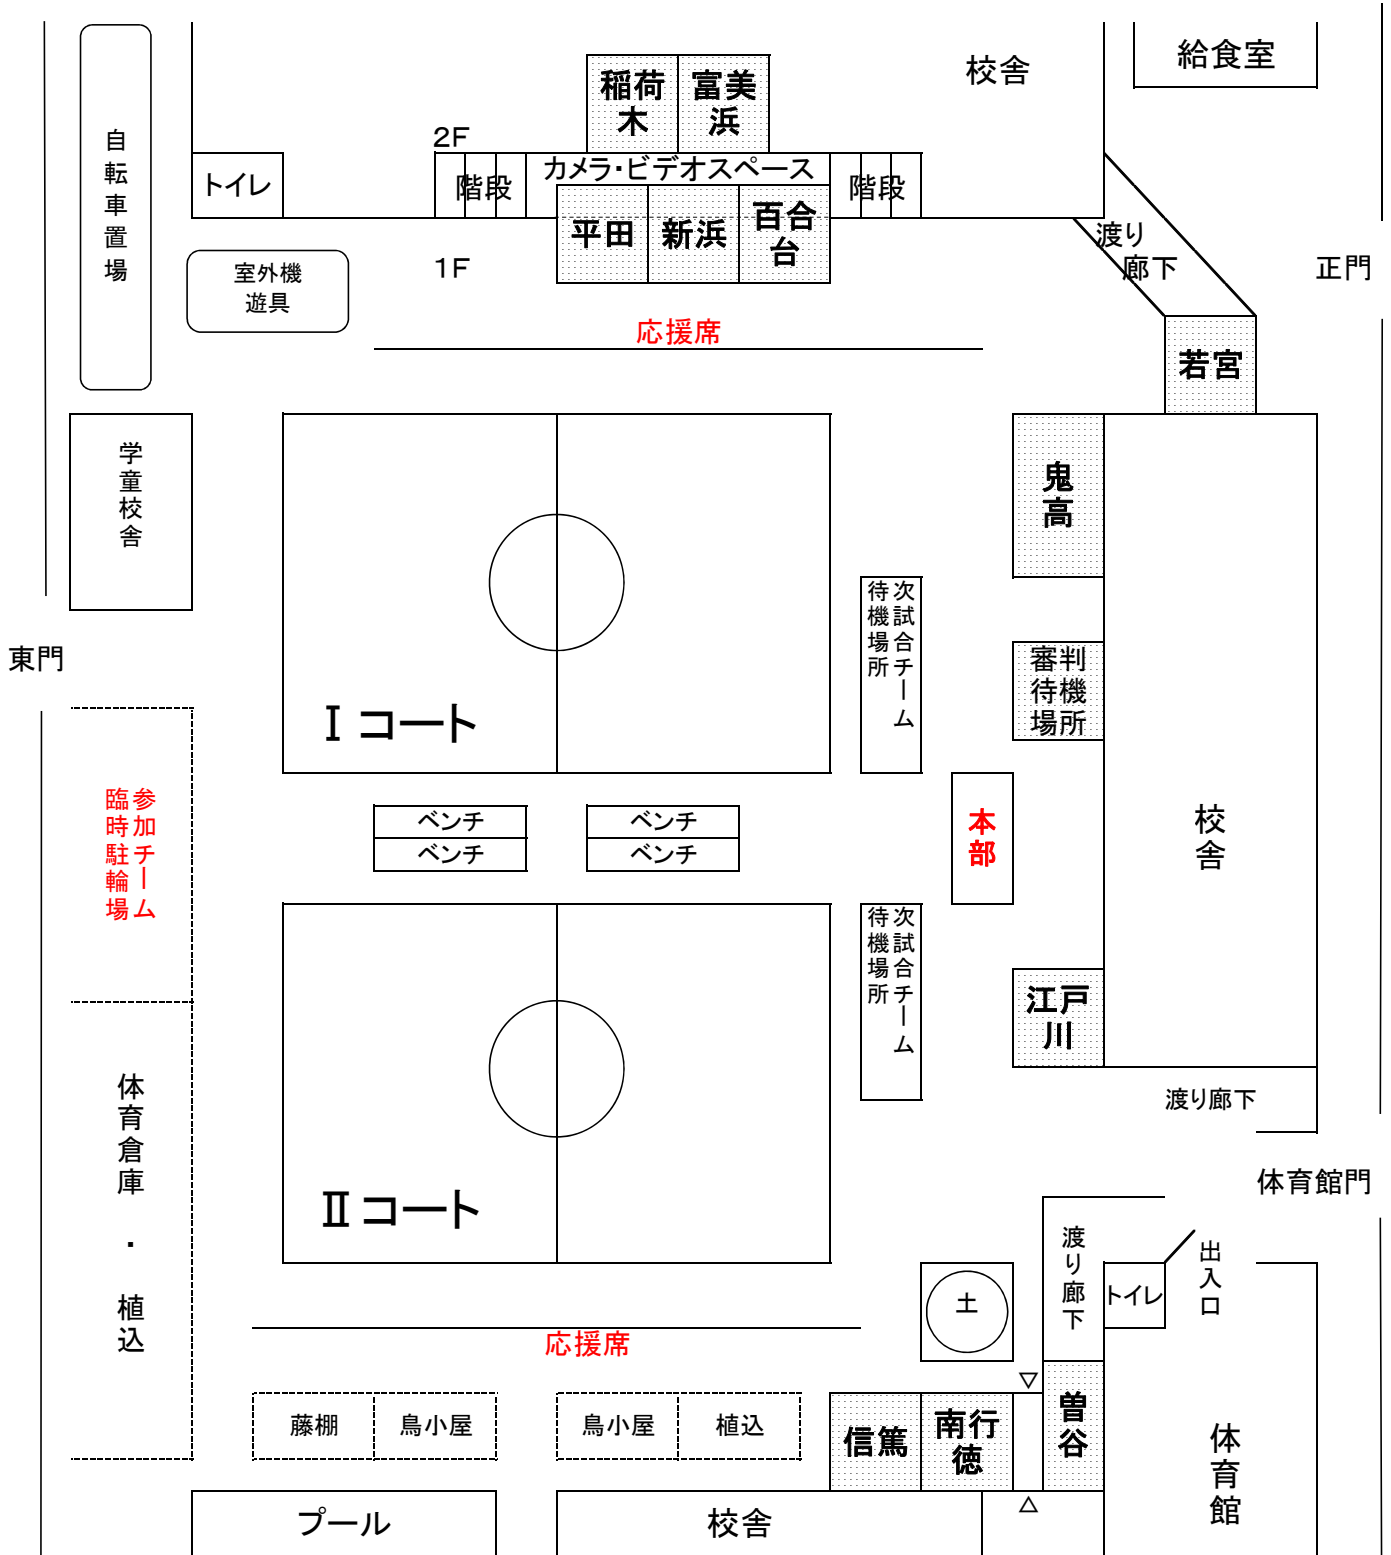 給食室
校舎
稲荷
木
富美
浜
自転車置場
2F
トイレ
階段
カメラ・ビデオスペース
階段
平田
新浜
百合
台
渡り
廊下
正門
1F
室外機
遊具
応援席
若宮
学童校舎
鬼高
次試合チーム
待機場所
東門
審判
待機
場所
Ⅰ コート
参加チーム
臨時駐輪場
ベンチ
ベンチ
ベンチ
ベンチ
本部
校舎
次試合チーム
待機場所
江戸
川
体育倉庫・植込
渡り廊下
体育館門
Ⅱ コート
渡り廊下
出入口
トイレ
土
応援席
▽
藤棚
鳥小屋
鳥小屋
植込
信篤
南行
徳
曽谷
体育館
△
プール
校舎